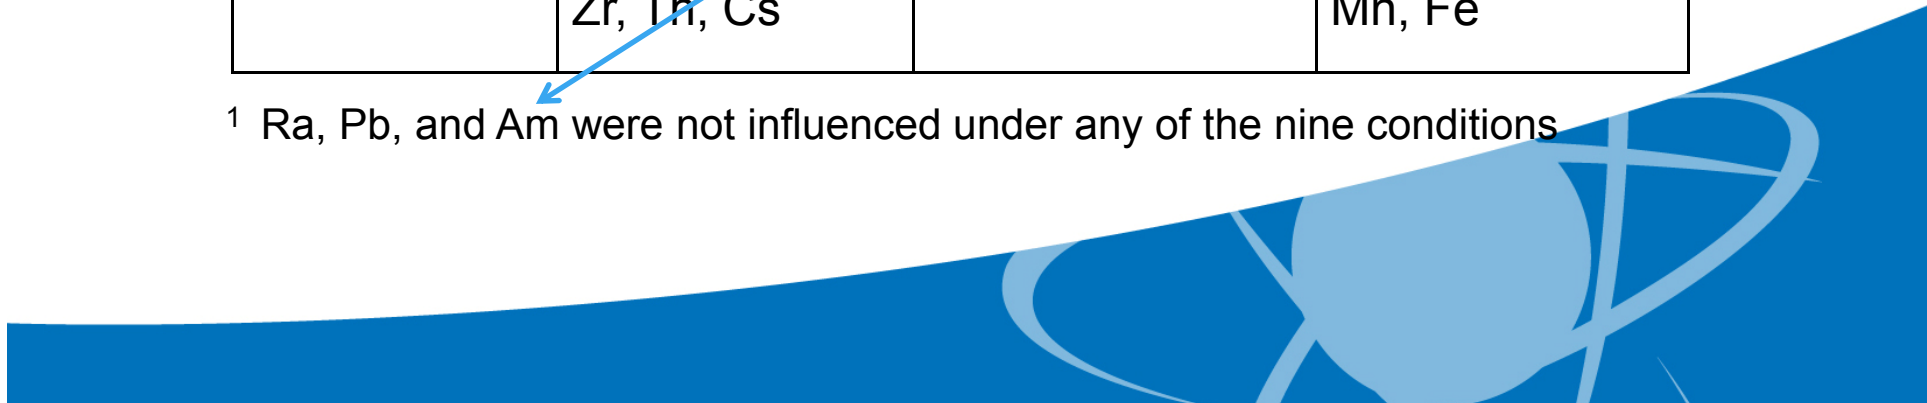 Zr, Th, Cs
Mn, Fe
1 Ra, Pb, and Am were not influenced under any of the nine conditions